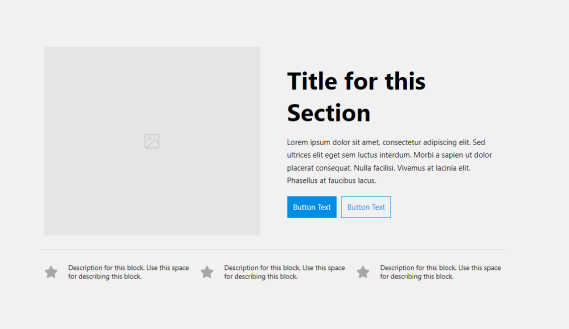 Title for this
Section
Lorem ipsum dolor sit amet, consectetur adipiscing elit. Sed
ultrices elit eget sem luctus interdum. Morbi a sapien ut dolor
placerat consequat. Nulla facilisi. Vivamus at lacinia elit.
Phasellus at faucibus lacus.
Button Text
Button Text
Description for this block. Use this space
for describing this block.
Description for this block. Use this space
for describing this block.
Description for this block. Use this space
for describing this block.